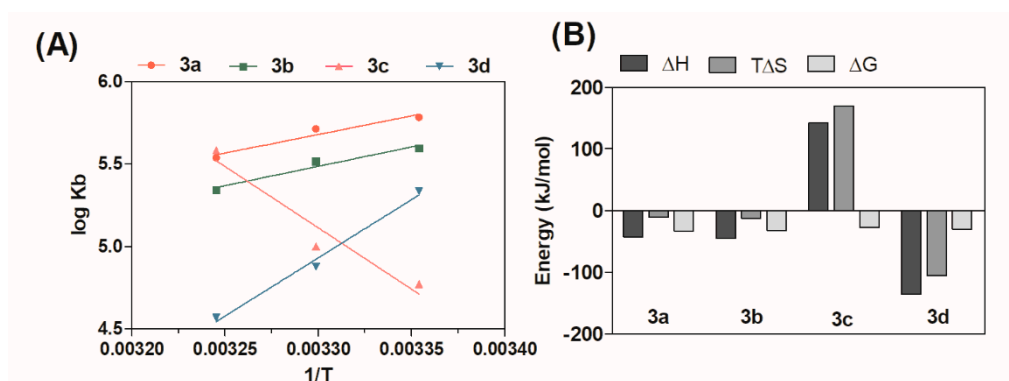 (A)
3a 3b 3c 3d
log Kb
6.0
5.5
5.0
4.5
0.00320 0.00325 0.00330 0.00335 0.00340
1/T
(B)
ΔH TΔS ΔG
Energy (kJ/mol)
200
100
0
-100
-200
3a 3b 3c 3d